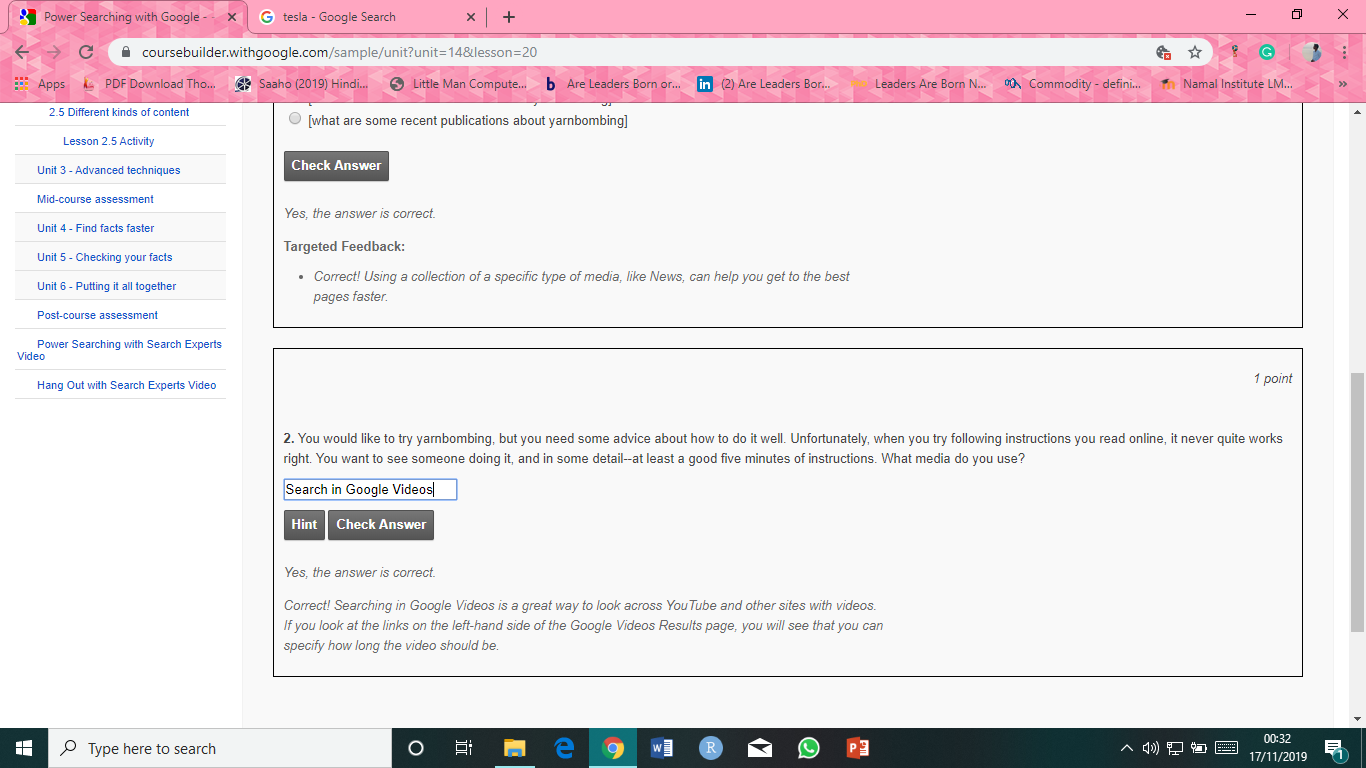 Power Searching with Google -
tesla - Google Search
coursebuilder.withgoogle.com/sample/unit?unit=14&lesson=20
Apps
PDF Download Tho...
Saaho (2019) Hindi...
Little Man Compute...
Are Leaders Born or...
(2) Are Leaders Bor...
Leaders Are Born N...
Commodity - defini...
Namal Institute LM...
2.5 Different kinds of content
Lesson 2.5 Activity
Unit 3 - Advanced techniques
Mid-course assessment
Unit 4 - Find facts faster
Unit 5 - Checking your facts
Unit 6 - Putting it all together
Post-course assessment
Power Searching with Search Experts
Video
Hang Out with Search Experts Video
[what are some recent publications about yarnbombing]
Check Answer
Yes, the answer is correct.
Targeted Feedback:
• Correct! Using a collection of a specific type of media, like News, can help you get to the best
pages faster.
1 point
2. You would like to try yarnbombing, but you need some advice about how to do it well. Unfortunately, when you try following instructions you read online, it never quite works
right. You want to see someone doing it, and in some detail--at least a good five minutes of instructions. What media do you use?
Search in Google Videos
Hint
Check Answer
Yes, the answer is correct.
Correct! Searching in Google Videos is a great way to look across YouTube and other sites with videos.
If you look at the links on the left-hand side of the Google Videos Results page, you will see that you can
specify how long the video should be.
Type here to search
00:32
17/11/2019
1